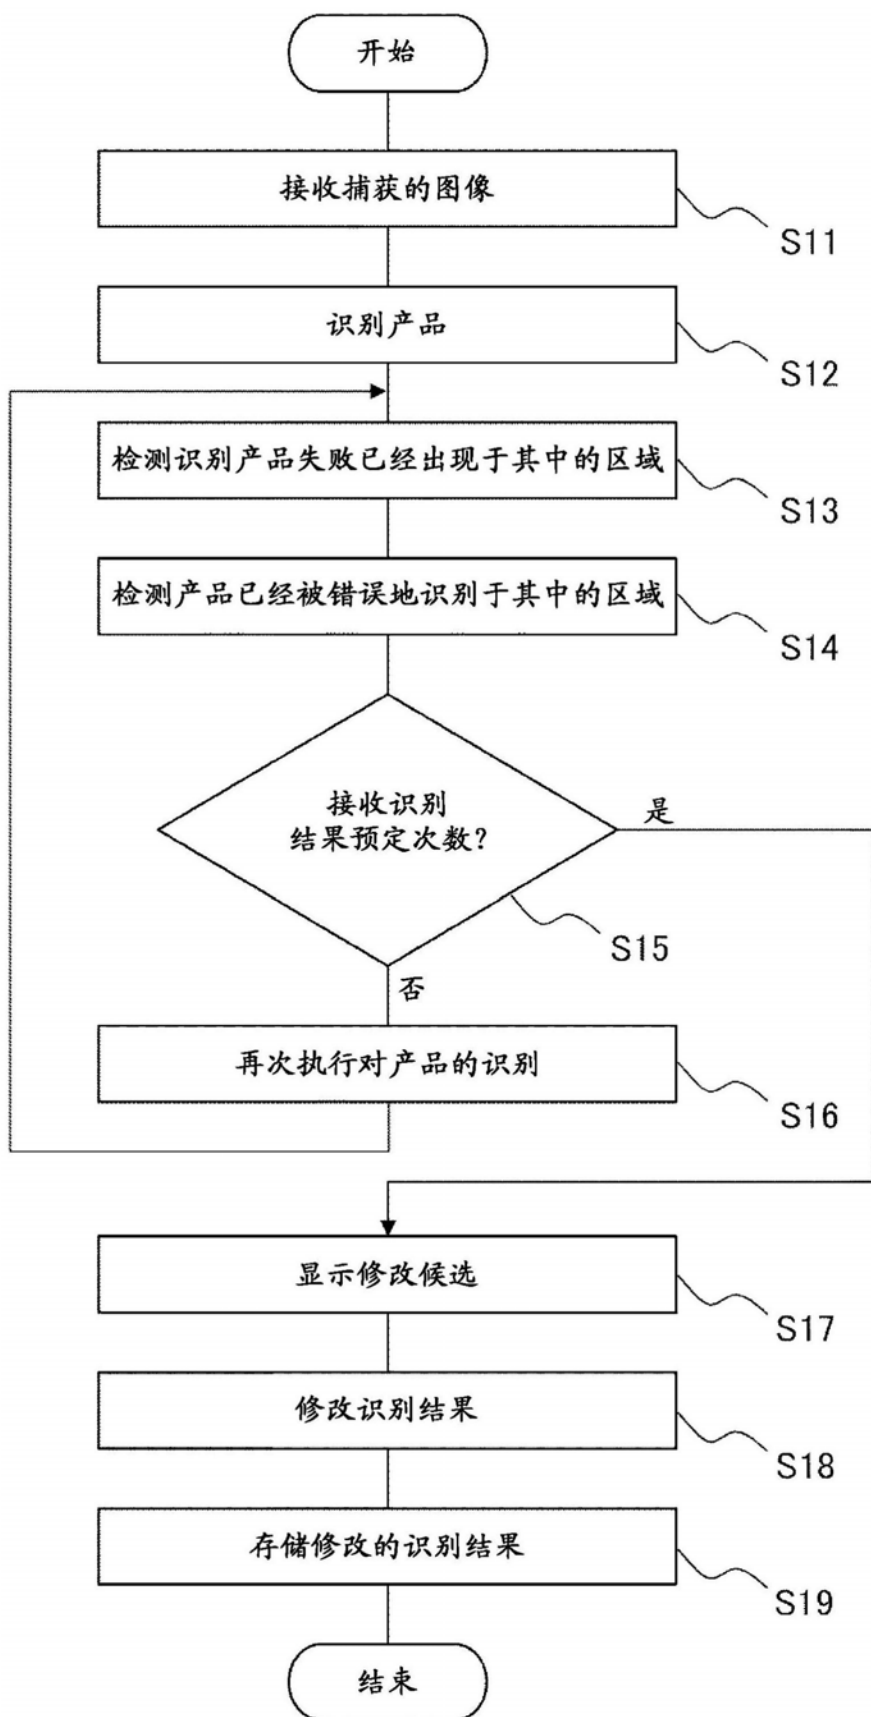 开始
接收捕获的图像
S11
识别产品
S12
检测识别产品失败已经出现于其中的区域
S13
检测产品已经被错误地识别于其中的区域
S14
接收识别
结果预定次数?
是
S15
否
再次执行对产品的识别
S16
显示修改候选
S17
修改识别结果
S18
存储修改的识别结果
S19
结束